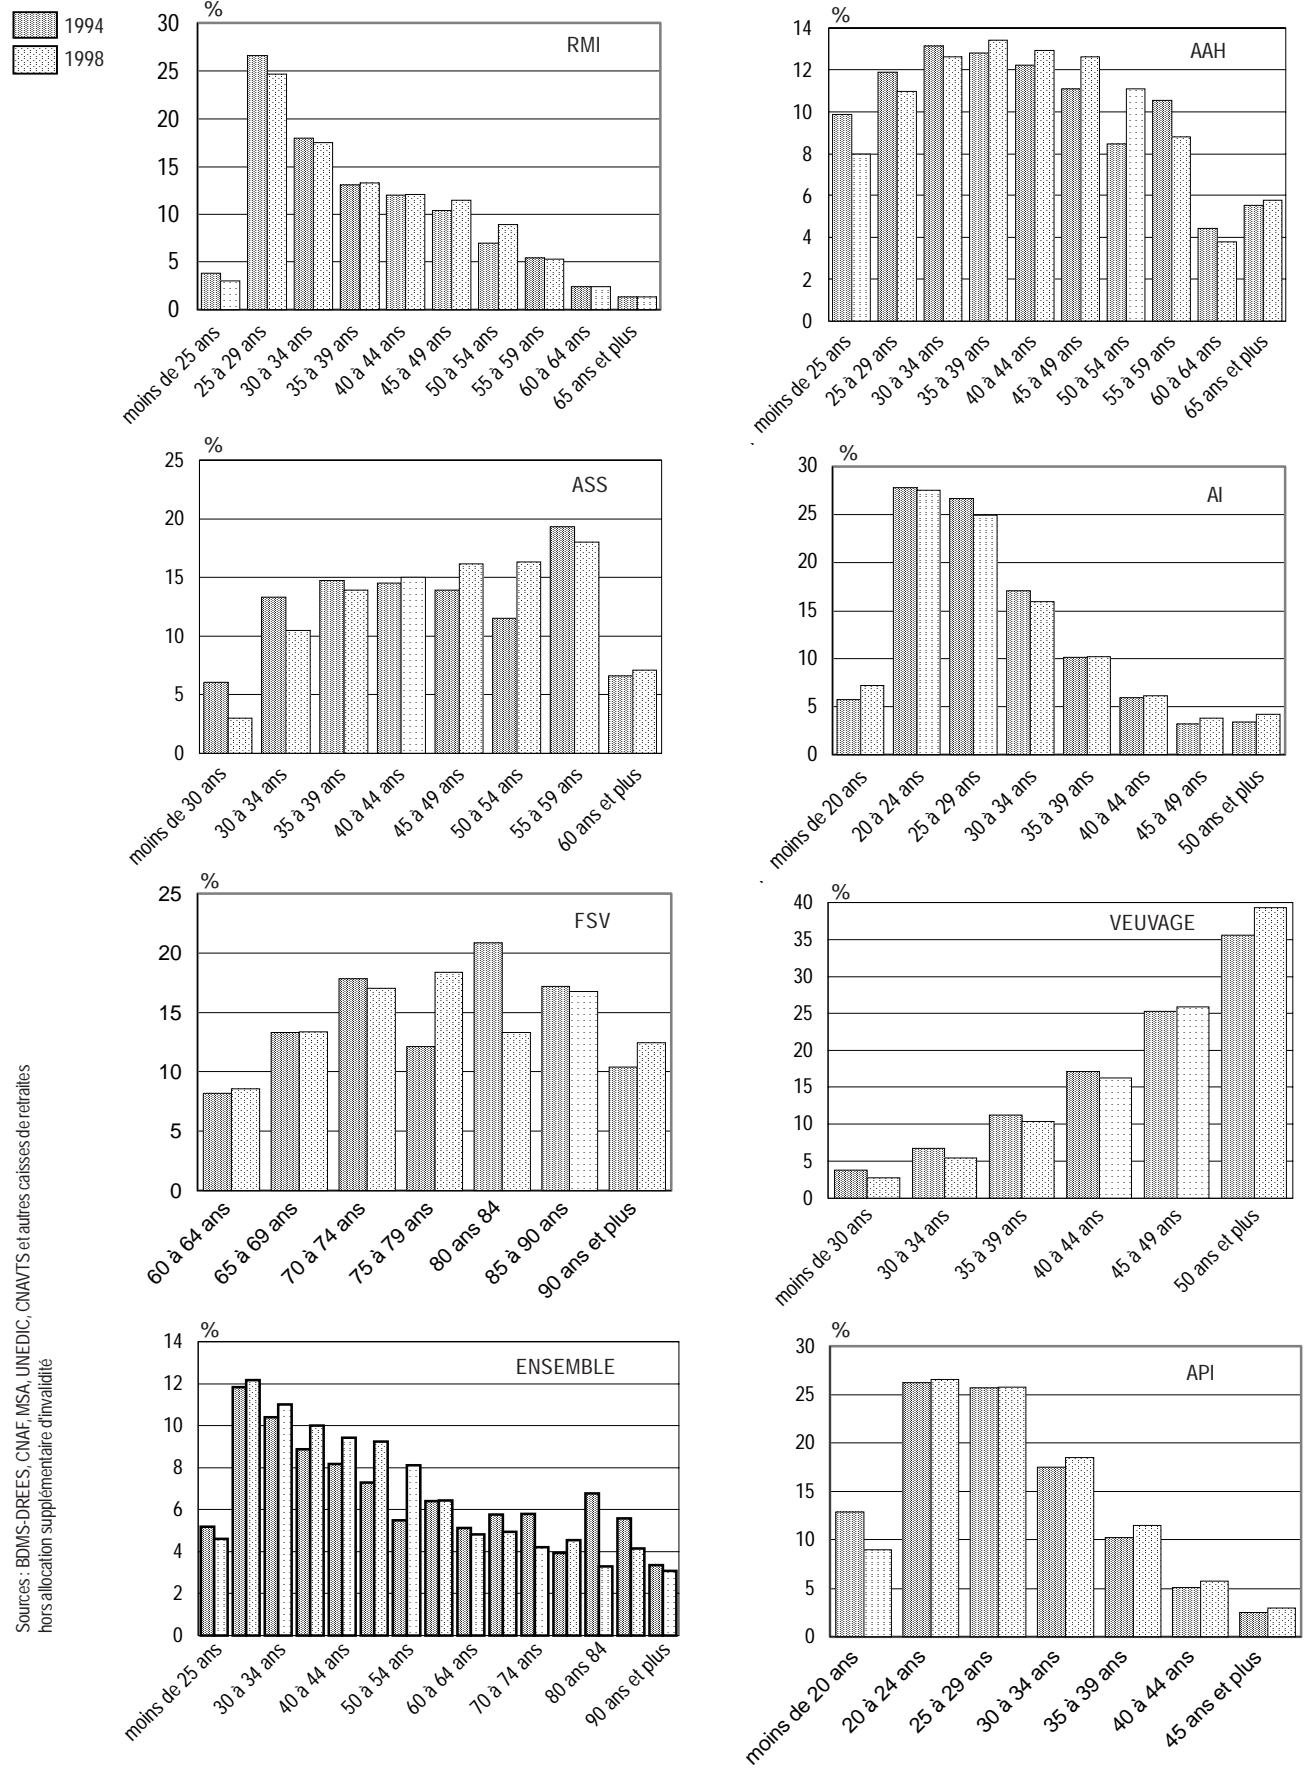 1994
1998
%
RMI
30
25
20
15
10
5
0
moins de 25 ans
25 à 29 ans
30 à 34 ans
35 à 39 ans
40 à 44 ans
45 à 49 ans
50 à 54 ans
55 à 59 ans
60 à 64 ans
65 ans et plus
AAH
14
12
10
8
6
4
2
0
moins de 25 ans
25 à 29 ans
30 à 34 ans
35 à 39 ans
40 à 44 ans
45 à 49 ans
50 à 54 ans
55 à 59 ans
60 à 64 ans
65 ans et plus
%
ASS
25
20
15
10
5
0
moins de 30 ans
30 à 34 ans
35 à 39 ans
40 à 44 ans
45 à 49 ans
50 à 54 ans
55 à 59 ans
60 ans et plus
%
AI
30
25
20
15
10
5
0
moins de 20 ans
20 à 24 ans
25 à 29 ans
30 à 34 ans
35 à 39 ans
40 à 44 ans
45 à 49 ans
50 ans et plus
%
FSV
25
20
15
10
5
0
60 à 64 ans
65 à 69 ans
70 à 74 ans
75 à 79 ans
80 ans 84
85 à 90 ans
90 ans et plus
%
VEUVAGE
40
35
30
25
20
15
10
5
0
moins de 30 ans
30 à 34 ans
35 à 39 ans
40 à 44 ans
45 à 49 ans
50 ans et plus
%
ENSEMBLE
14
12
10
8
6
4
2
0
moins de 25 ans
30 à 34 ans
40 à 44 ans
50 à 54 ans
60 à 64 ans
70 à 74 ans
80 ans 84
90 ans et plus
%
API
30
25
20
15
10
5
0
moins de 20 ans
20 à 24 ans
25 à 29 ans
30 à 34 ans
35 à 39 ans
40 à 44 ans
45 ans et plus
Sources : BDMS-DREES, CNAF, MSA, UNEDIC, CNAVTS et autres caisses de retraites
hors allocation supplémentaire d'invalidité